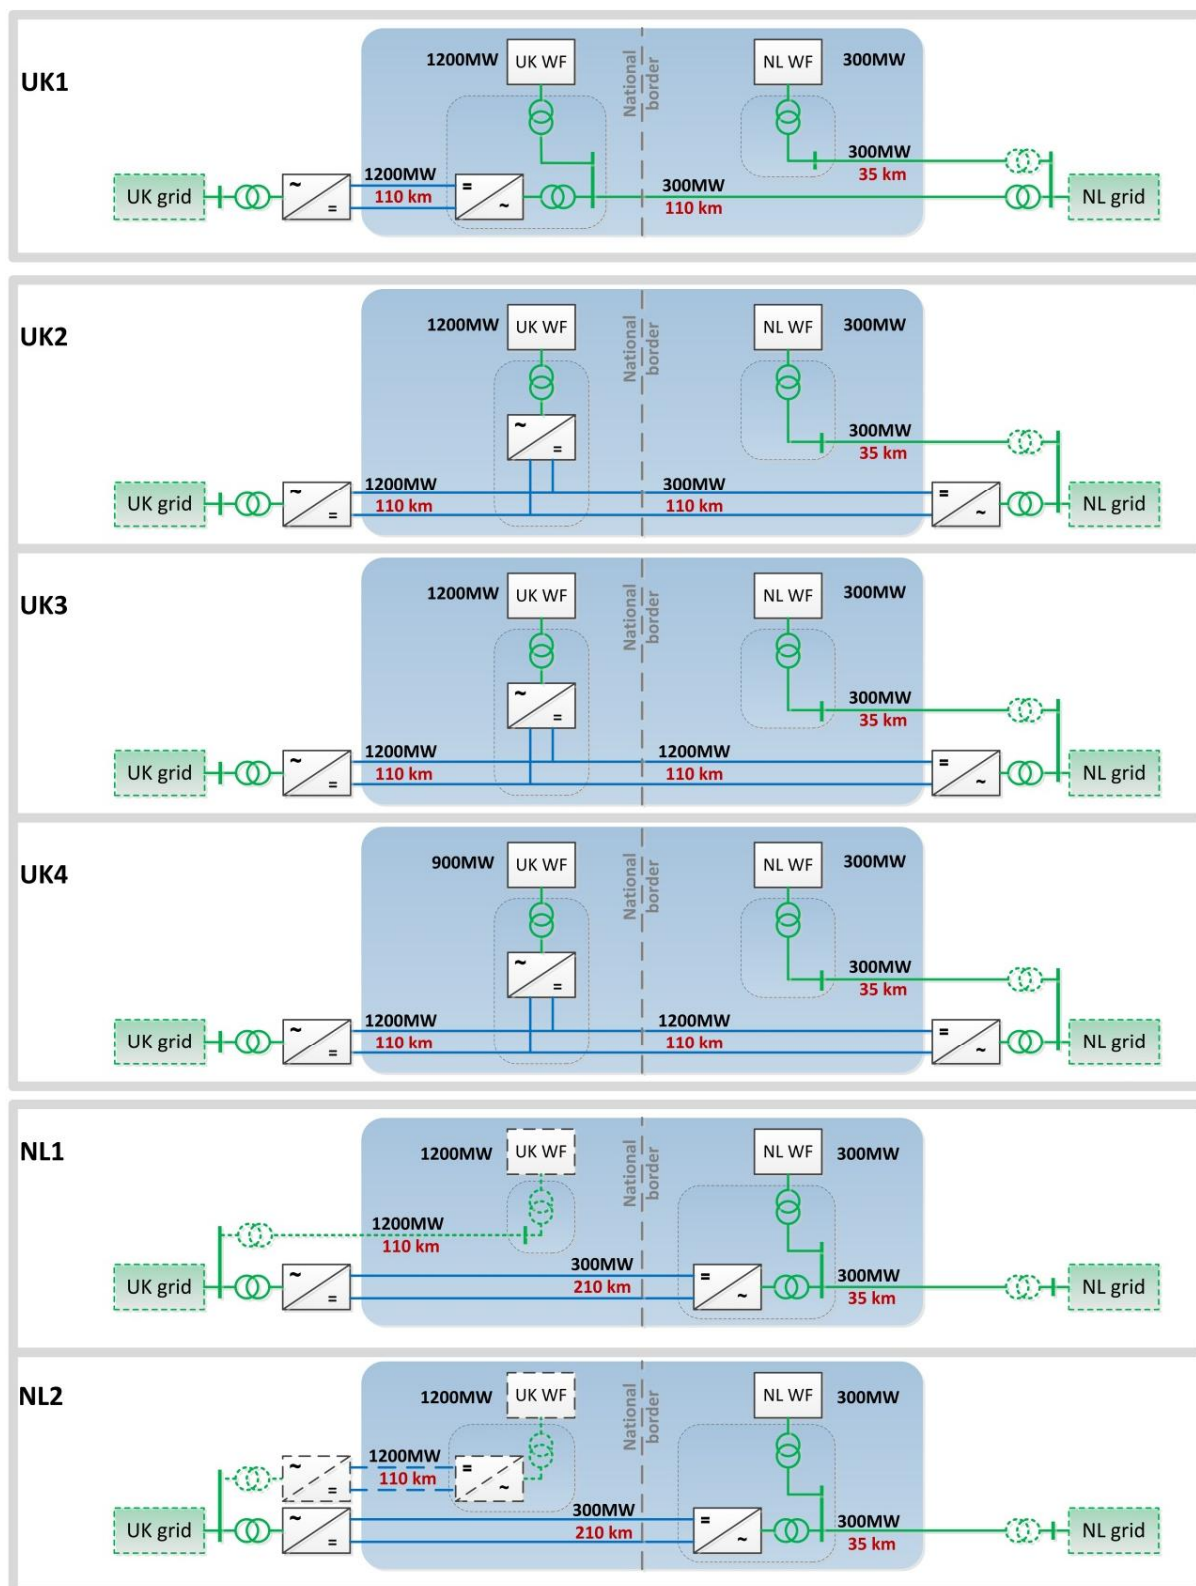 UK1
1200MW
UK WF
National
border
NL WF
300MW
UK grid
~
=
1200MW
110 km
=
~
300MW
110 km
300MW
35 km
NL grid
UK2
1200MW
UK WF
National
border
NL WF
300MW
~
=
300MW
35 km
UK grid
~
=
1200MW
110 km
300MW
110 km
=
~
NL grid
UK3
1200MW
UK WF
National
border
NL WF
300MW
~
=
300MW
35 km
UK grid
~
=
1200MW
110 km
1200MW
110 km
=
~
NL grid
UK4
900MW
UK WF
National
border
NL WF
300MW
~
=
300MW
35 km
UK grid
~
=
1200MW
110 km
1200MW
110 km
=
~
NL grid
NL1
1200MW
UK WF
National
border
NL WF
300MW
1200MW
110 km
UK grid
~
=
300MW
210 km
=
~
300MW
35 km
NL grid
NL2
1200MW
UK WF
National
border
NL WF
300MW
~
=
1200MW
110 km
=
~
UK grid
~
=
300MW
210 km
=
~
300MW
35 km
NL grid